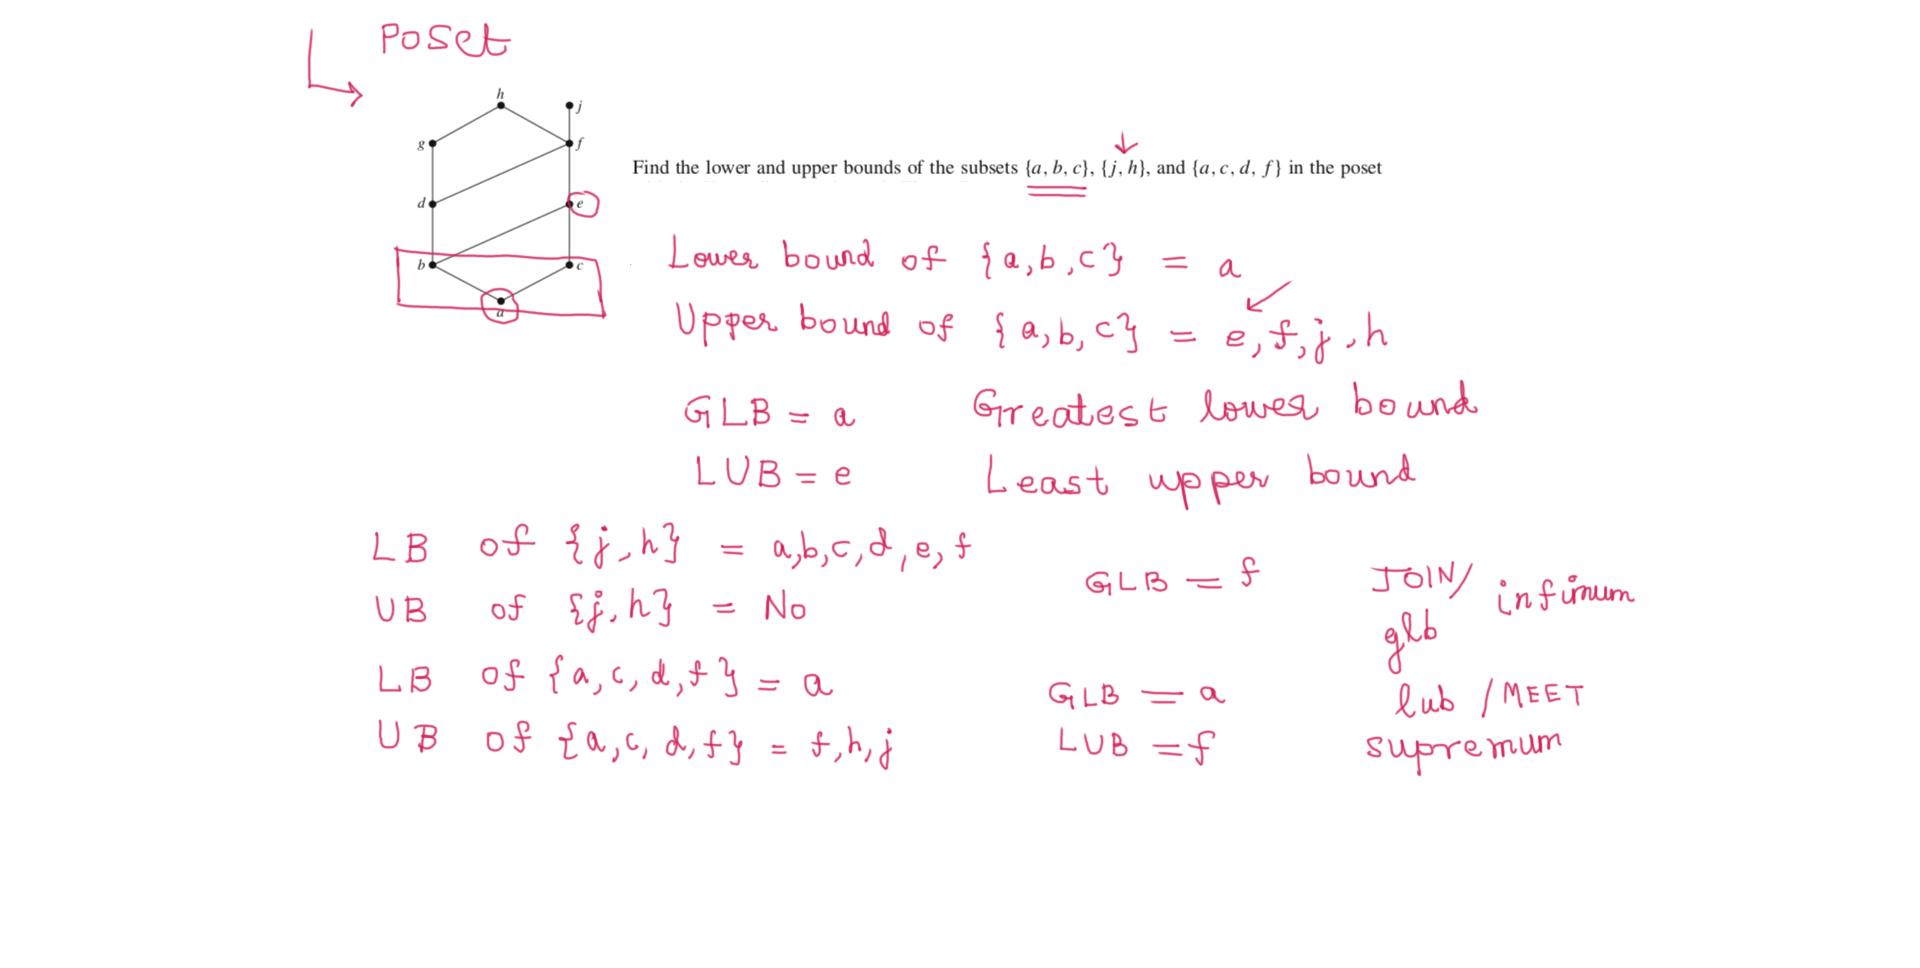 Poset
h
j
g
f
Find the lower and upper bounds of the subsets {a, b, c}, {j, h}, and {a, c, d, f} in the poset
d
e
b
c
a
Lower bound of {a,b,c} = a
Upper bound of {a,b,c} = e,f,j,h
GLB = a Greatest lower bound
LUB = e Least upper bound
LB of {j,h} = a,b,c,d,e,f
GLB = f JOIN/ infimum
UB of {j,h} = No
glb
LB of {a,c,d,f} = a
GLB = a lub /MEET
UB of {a,c,d,f} = f,h,j
LUB = f supremum